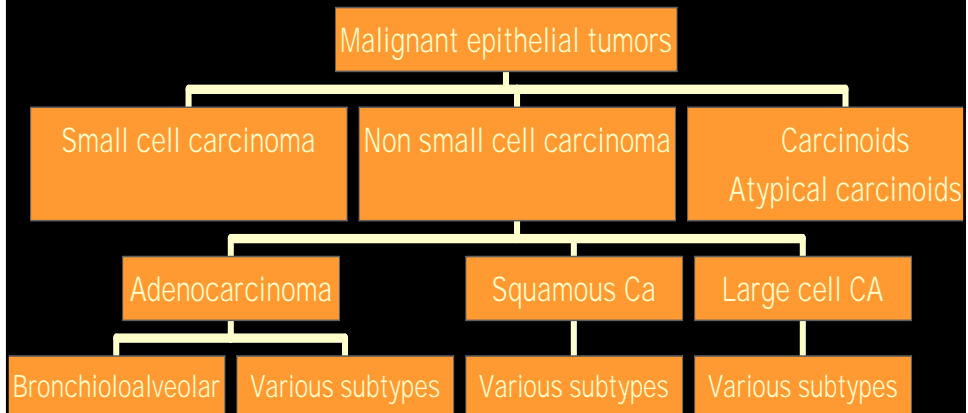 Malignant epithelial tumors
Small cell carcinoma
Non small cell carcinoma
Carcinoids
Atypical carcinoids
Adenocarcinoma
Squamous Ca
Large cell CA
Bronchioloalveolar
Various subtypes
Various subtypes
Various subtypes